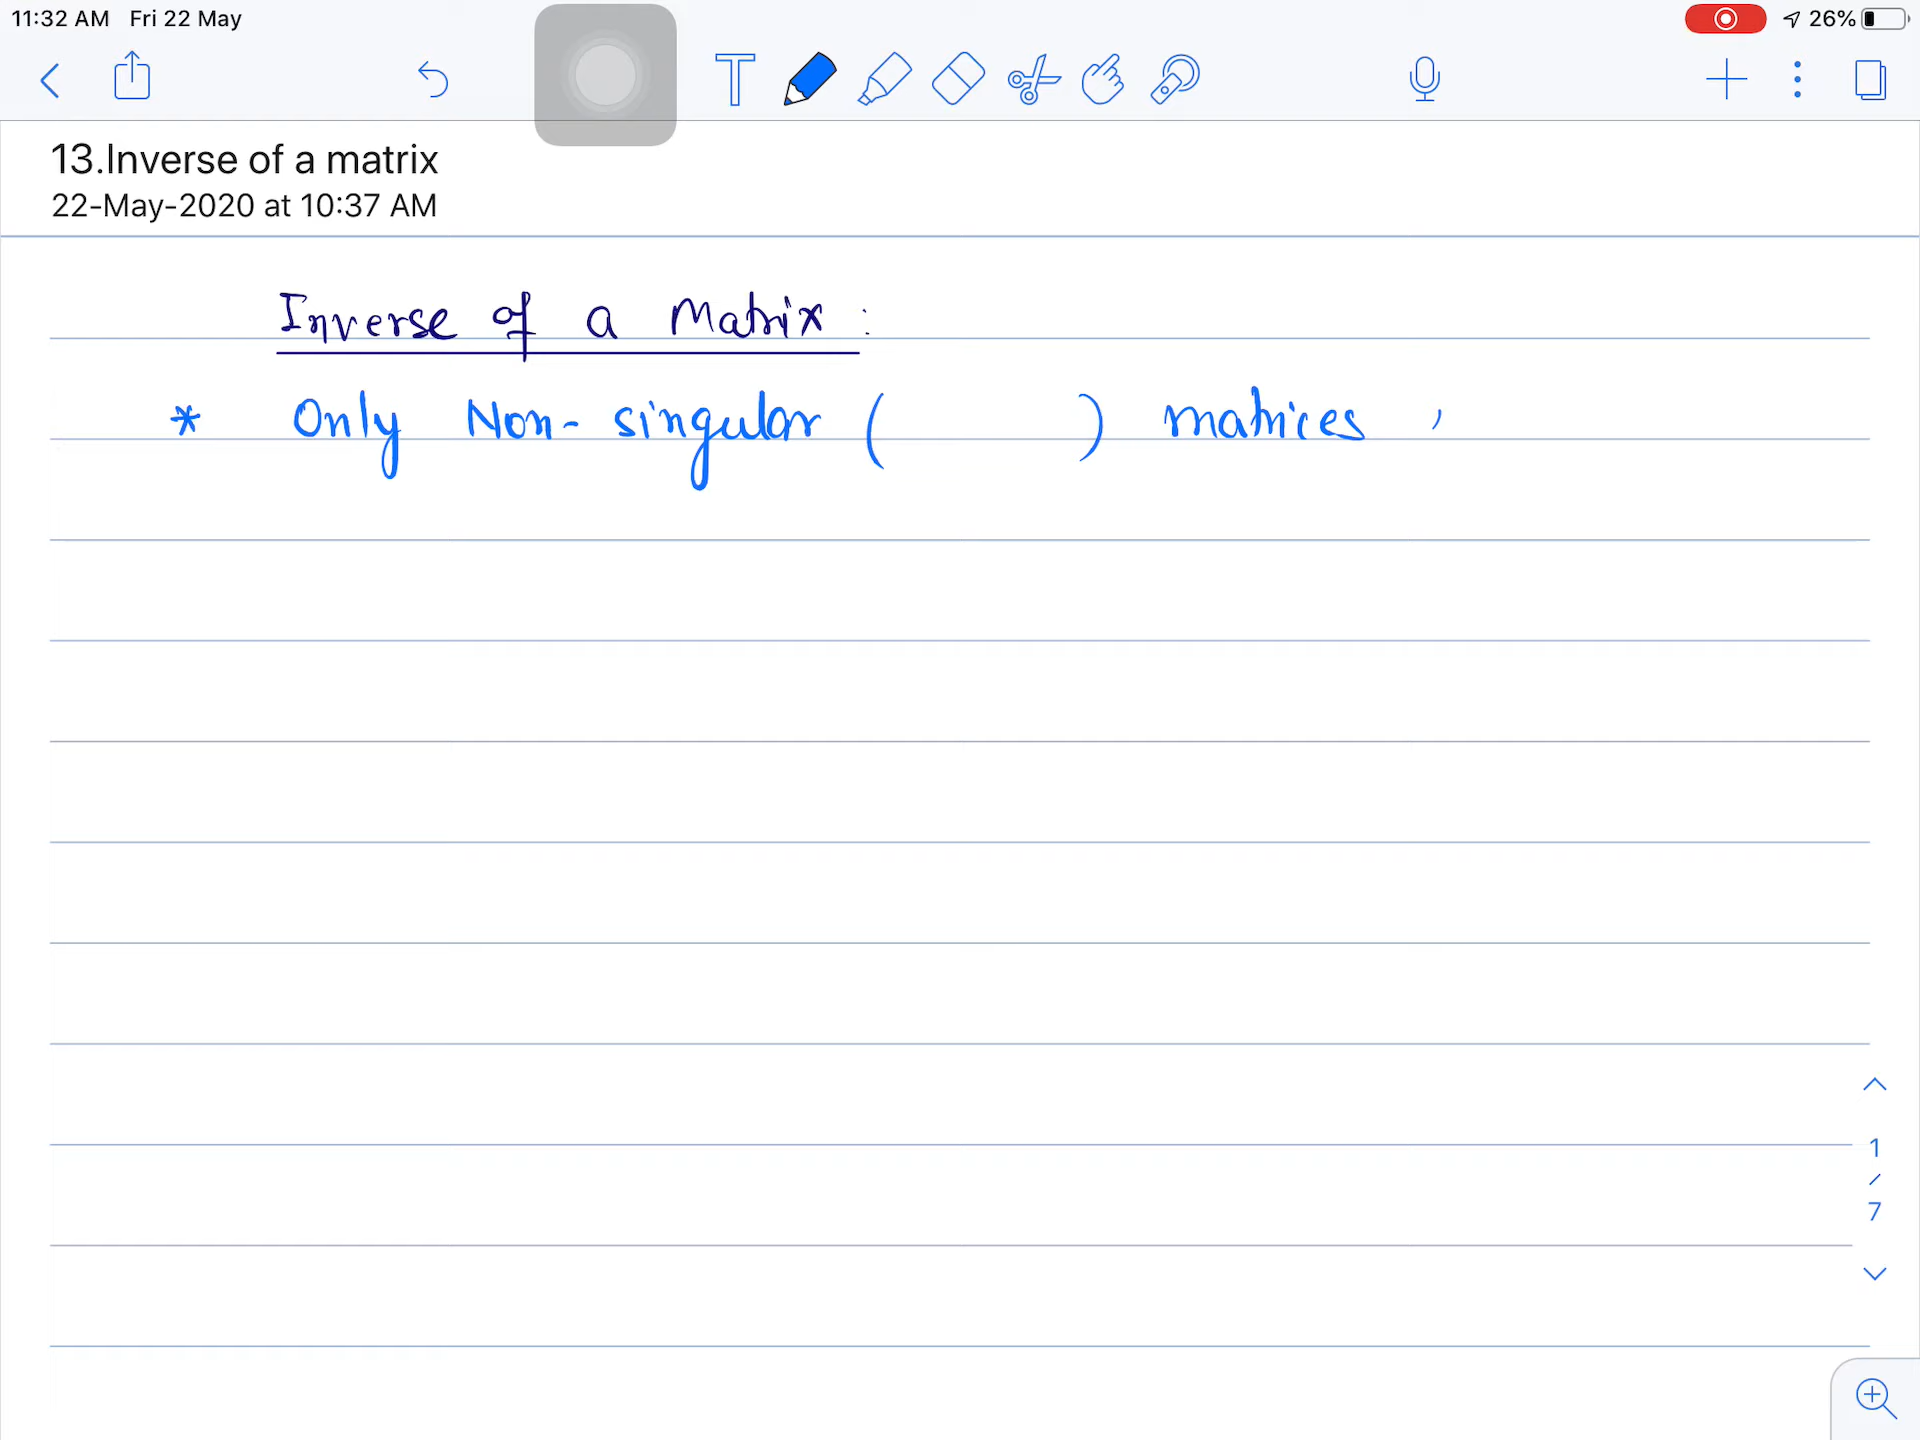 11:32 AM Fri 22 May
26%
T
13.Inverse of a matrix
22-May-2020 at 10:37 AM
Inverse of a Matrix :
* Only Non-singular ( ) matrices ,
1
/
7